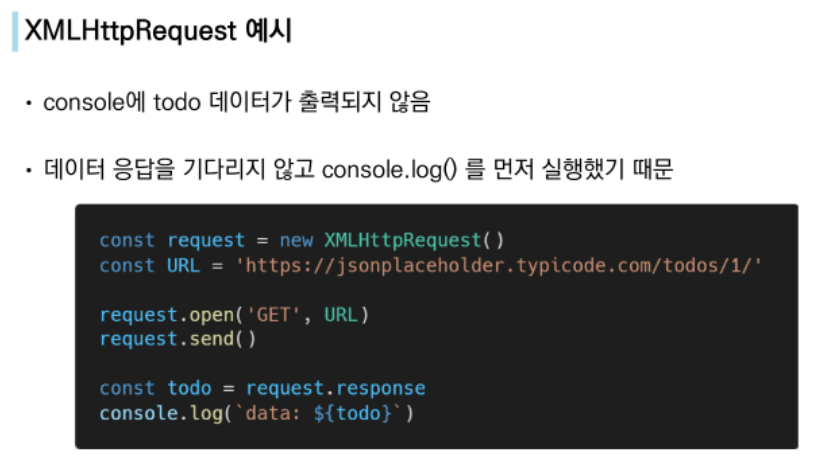 XMLHttpRequest 예시
• console에 todo 데이터가 출력되지 않음
• 데이터 응답을 기다리지 않고 console.log() 를 먼저 실행했기 때문
const request = new XMLHttpRequest()
const URL = 'https://jsonplaceholder.typicode.com/todos/1/'
request.open('GET', URL)
request.send()
const todo = request.response
console.log(`data: ${todo}`)